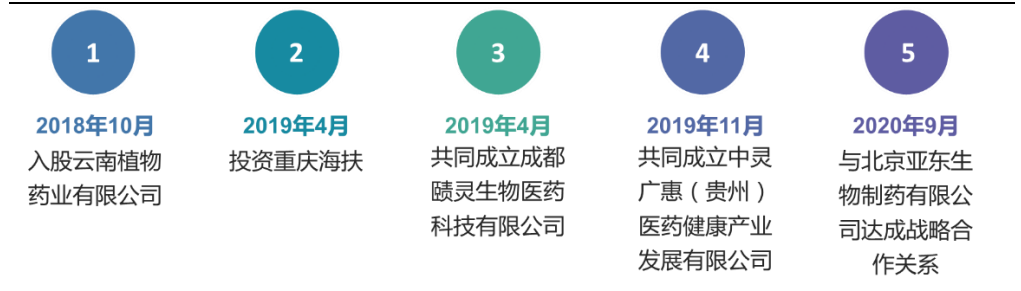 1
2018年10月
入股云南植物
药业有限公司
2
2019年4月
投资重庆海扶
3
2019年4月
共同成立成都
赜灵生物医药
科技有限公司
4
2019年11月
共同成立中灵
广惠（贵州）
医药健康产业
发展有限公司
5
2020年9月
与北京亚东生
物制药有限公
司达成战略合
作关系